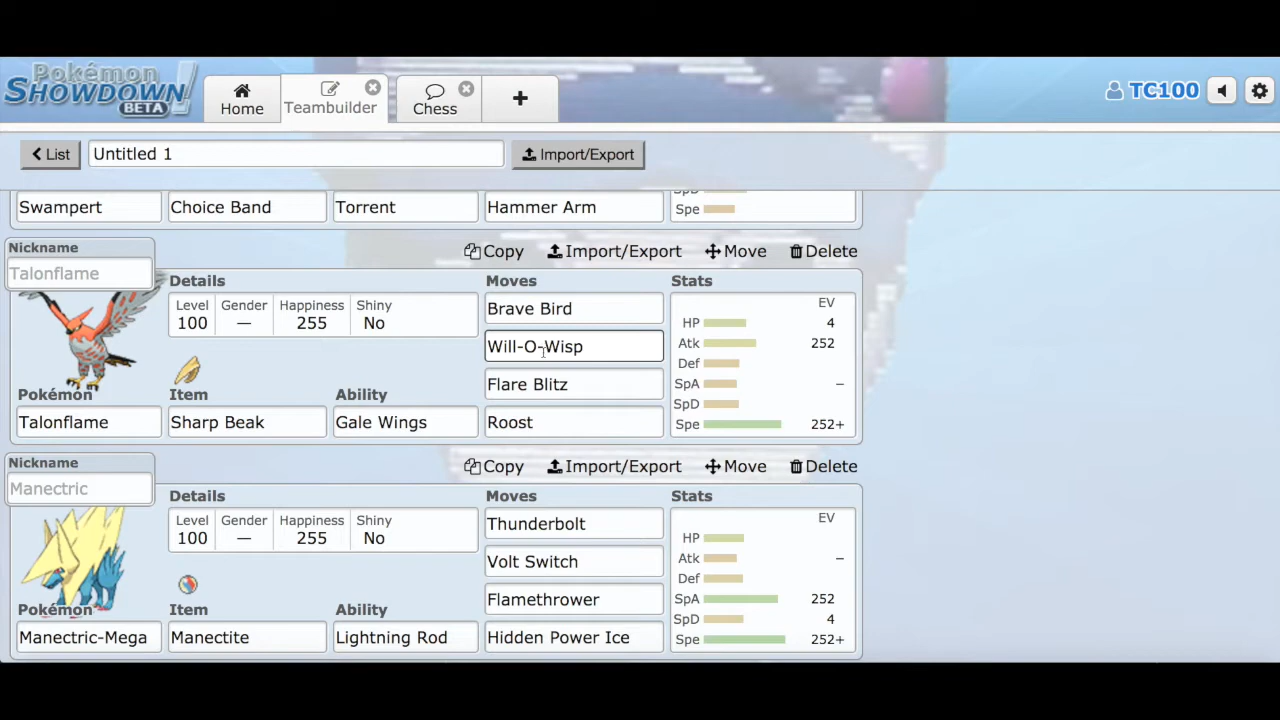 Pokémon
SHOWDOWN!
BETA
Home
Teambuilder
Chess
TC100
List
Untitled 1
Import/Export
Swampert
Choice Band
Torrent
Hammer Arm
SpD
Spe
Nickname
Talonflame
Copy
Import/Export
Move
Delete
Details
Level
100
Gender
—
Happiness
255
Shiny
No
Pokémon
Talonflame
Item
Sharp Beak
Ability
Gale Wings
Moves
Brave Bird
Will-O-Wisp
Flare Blitz
Roost
Stats
EV
HP 4
Atk 252
Def
SpA –
SpD
Spe 252+
Nickname
Manectric
Copy
Import/Export
Move
Delete
Details
Level
100
Gender
—
Happiness
255
Shiny
No
Pokémon
Manectric-Mega
Item
Manectite
Ability
Lightning Rod
Moves
Thunderbolt
Volt Switch
Flamethrower
Hidden Power Ice
Stats
EV
HP
Atk –
Def
SpA 252
SpD 4
Spe 252+